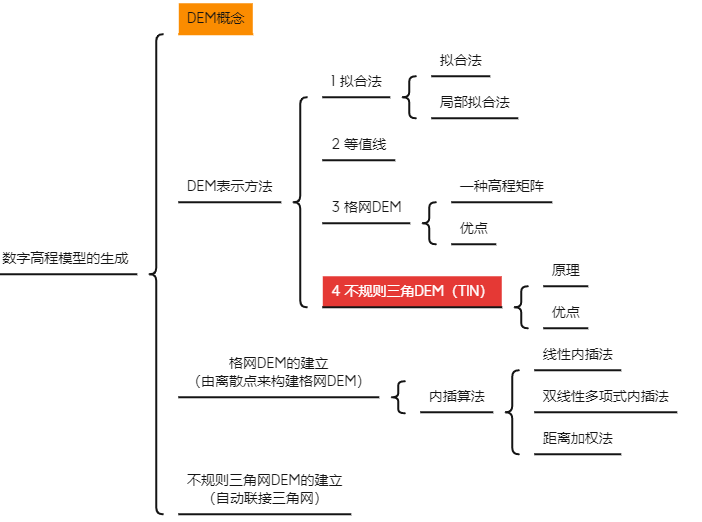 数字高程模型的生成
DEM概念
DEM表示方法
1 拟合法
拟合法
局部拟合法
2 等值线
3 格网DEM
一种高程矩阵
优点
4 不规则三角DEM（TIN）
原理
优点
格网DEM的建立
（由离散点来构建格网DEM）
内插算法
线性内插法
双线性多项式内插法
距离加权法
不规则三角网DEM的建立
（自动联接三角网）